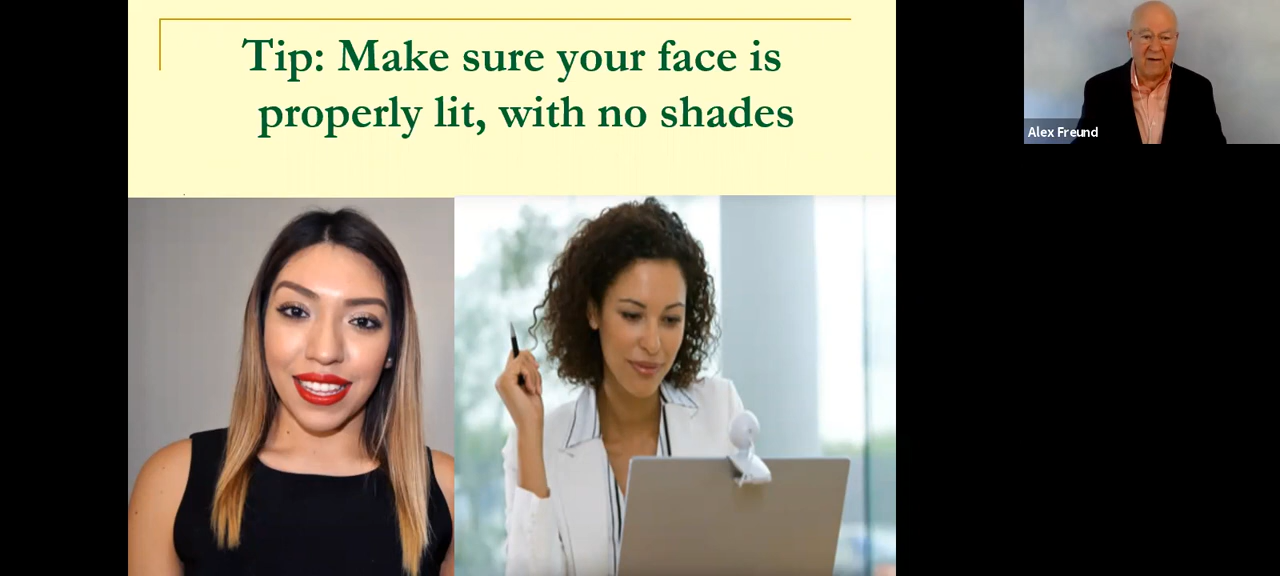 Tip: Make sure your face is
properly lit, with no shades
Alex Freund